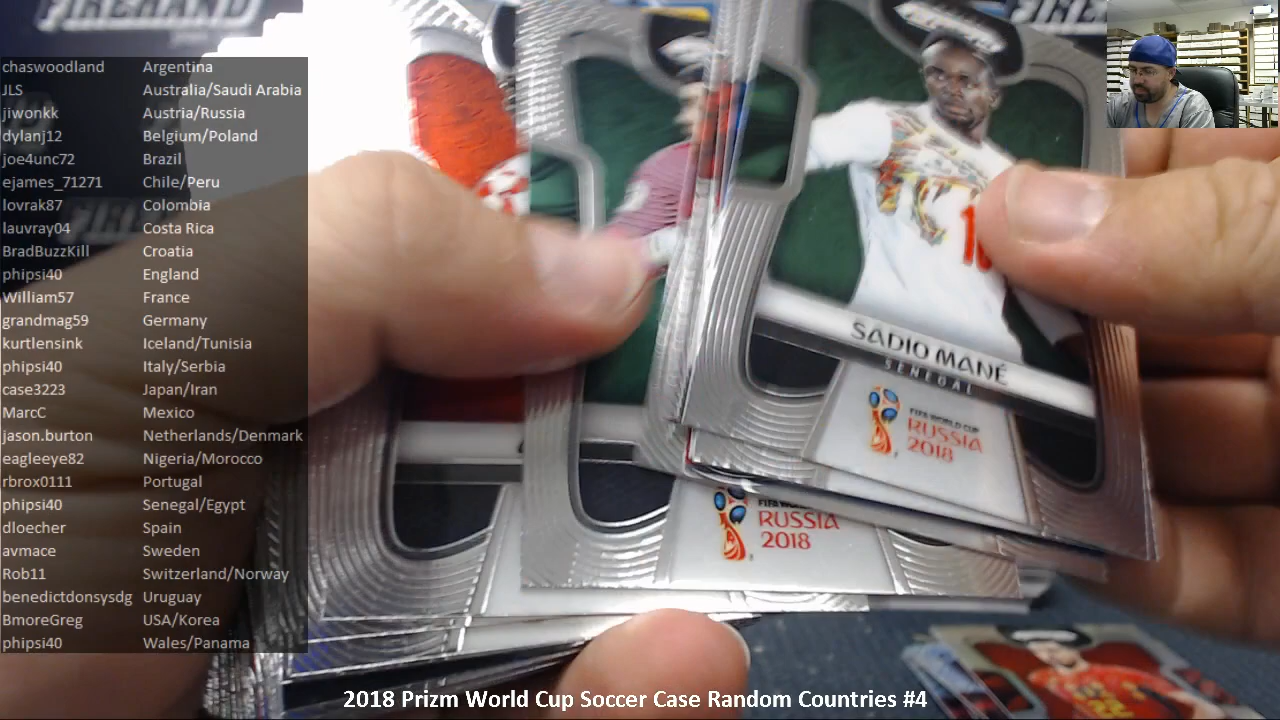 FIREHAND
chaswoodland Argentina
JLS Australia/Saudi Arabia
jiwonkk Austria/Russia
dylanj12 Belgium/Poland
joe4unc72 Brazil
ejames_71271 Chile/Peru
lovrak87 Colombia
lauvray04 Costa Rica
BradBuzzKill Croatia
phipsi40 England
William57 France
grandmag59 Germany
kurtlensink Iceland/Tunisia
phipsi40 Italy/Serbia
case3223 Japan/Iran
MarcC Mexico
jason.burton Netherlands/Denmark
eagleeye82 Nigeria/Morocco
rbrox0111 Portugal
phipsi40 Senegal/Egypt
dloecher Spain
avmace Sweden
Rob11 Switzerland/Norway
benedictdonsysdg Uruguay
BmoreGreg USA/Korea
phipsi40 Wales/Panama
PRIZM
10
SADIO MANÉ
SENEGAL
FIFA WORLD CUP
RUSSIA
2018
RUSSIA
2018
2018 Prizm World Cup Soccer Case Random Countries #4